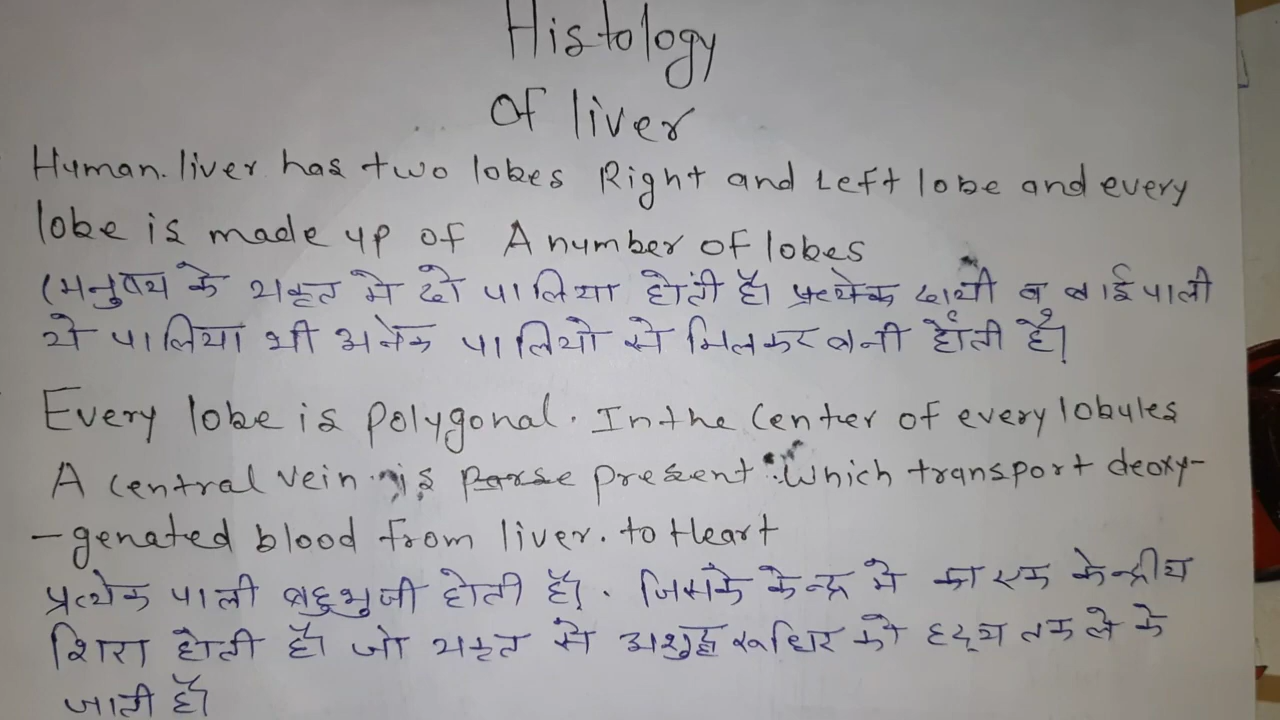 Histology
Of liver
Human. liver has two lobes Right and Left lobe and every
lobe is made up of A number of lobes
(मनुष्य के यकृत मे दो पालिया होती है। प्रत्येक दायी व बाई पाली
ये पालिया भी अनेक पालियो से मिलकर बनी होती है।
Every lobe is polygonal. In the Center of every lobules
A central vein is present which transport deoxy-
-genated blood from liver. to Heart
प्रत्येक पाली बहुभुजी होती है। . जिसके केन्द्र मे का एक केन्द्रीय
शिरा होती है। जो यकृत से अशुद्ध रूधिर को हृदय तक ले के
जाती है।